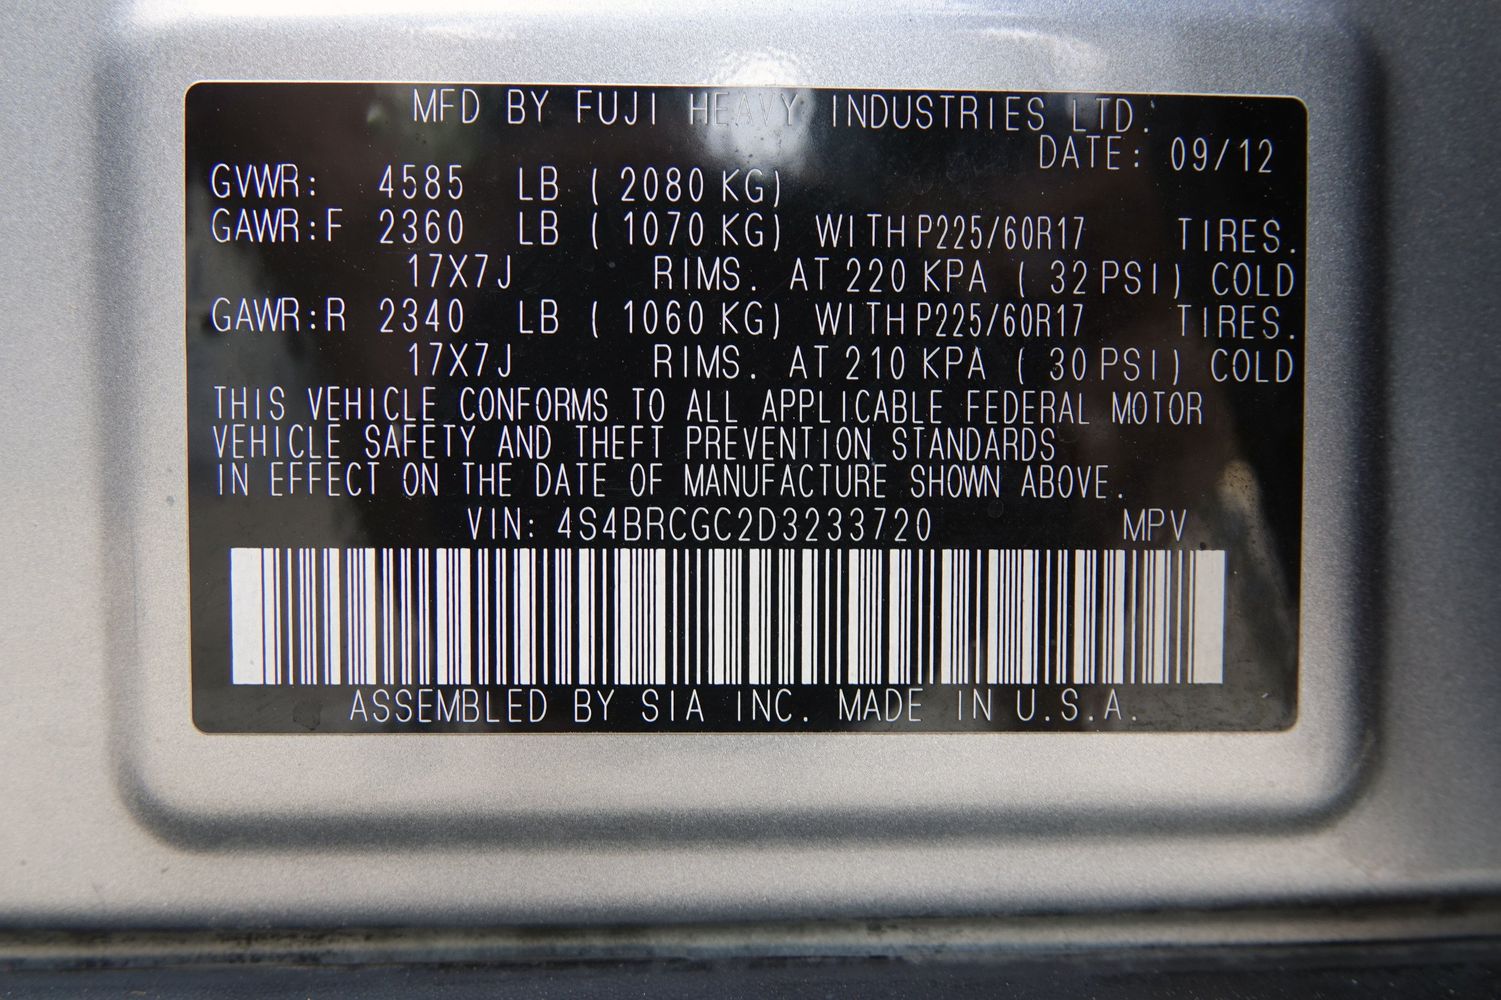 MFD BY FUJI HEAVY INDUSTRIES LTD.
DATE: 09/12
GVWR: 4585 LB ( 2080 KG)
GAWR:F 2360 LB ( 1070 KG) WITH P225/60R17 TIRES.
17X7J RIMS. AT 220 KPA ( 32 PSI) COLD
GAWR:R 2340 LB ( 1060 KG) WITH P225/60R17 TIRES.
17X7J RIMS. AT 210 KPA ( 30 PSI) COLD
THIS VEHICLE CONFORMS TO ALL APPLICABLE FEDERAL MOTOR
VEHICLE SAFETY AND THEFT PREVENTION STANDARDS
IN EFFECT ON THE DATE OF MANUFACTURE SHOWN ABOVE.
VIN: 4S4BRCGC2D3233720 MPV
ASSEMBLED BY SIA INC. MADE IN U.S.A.